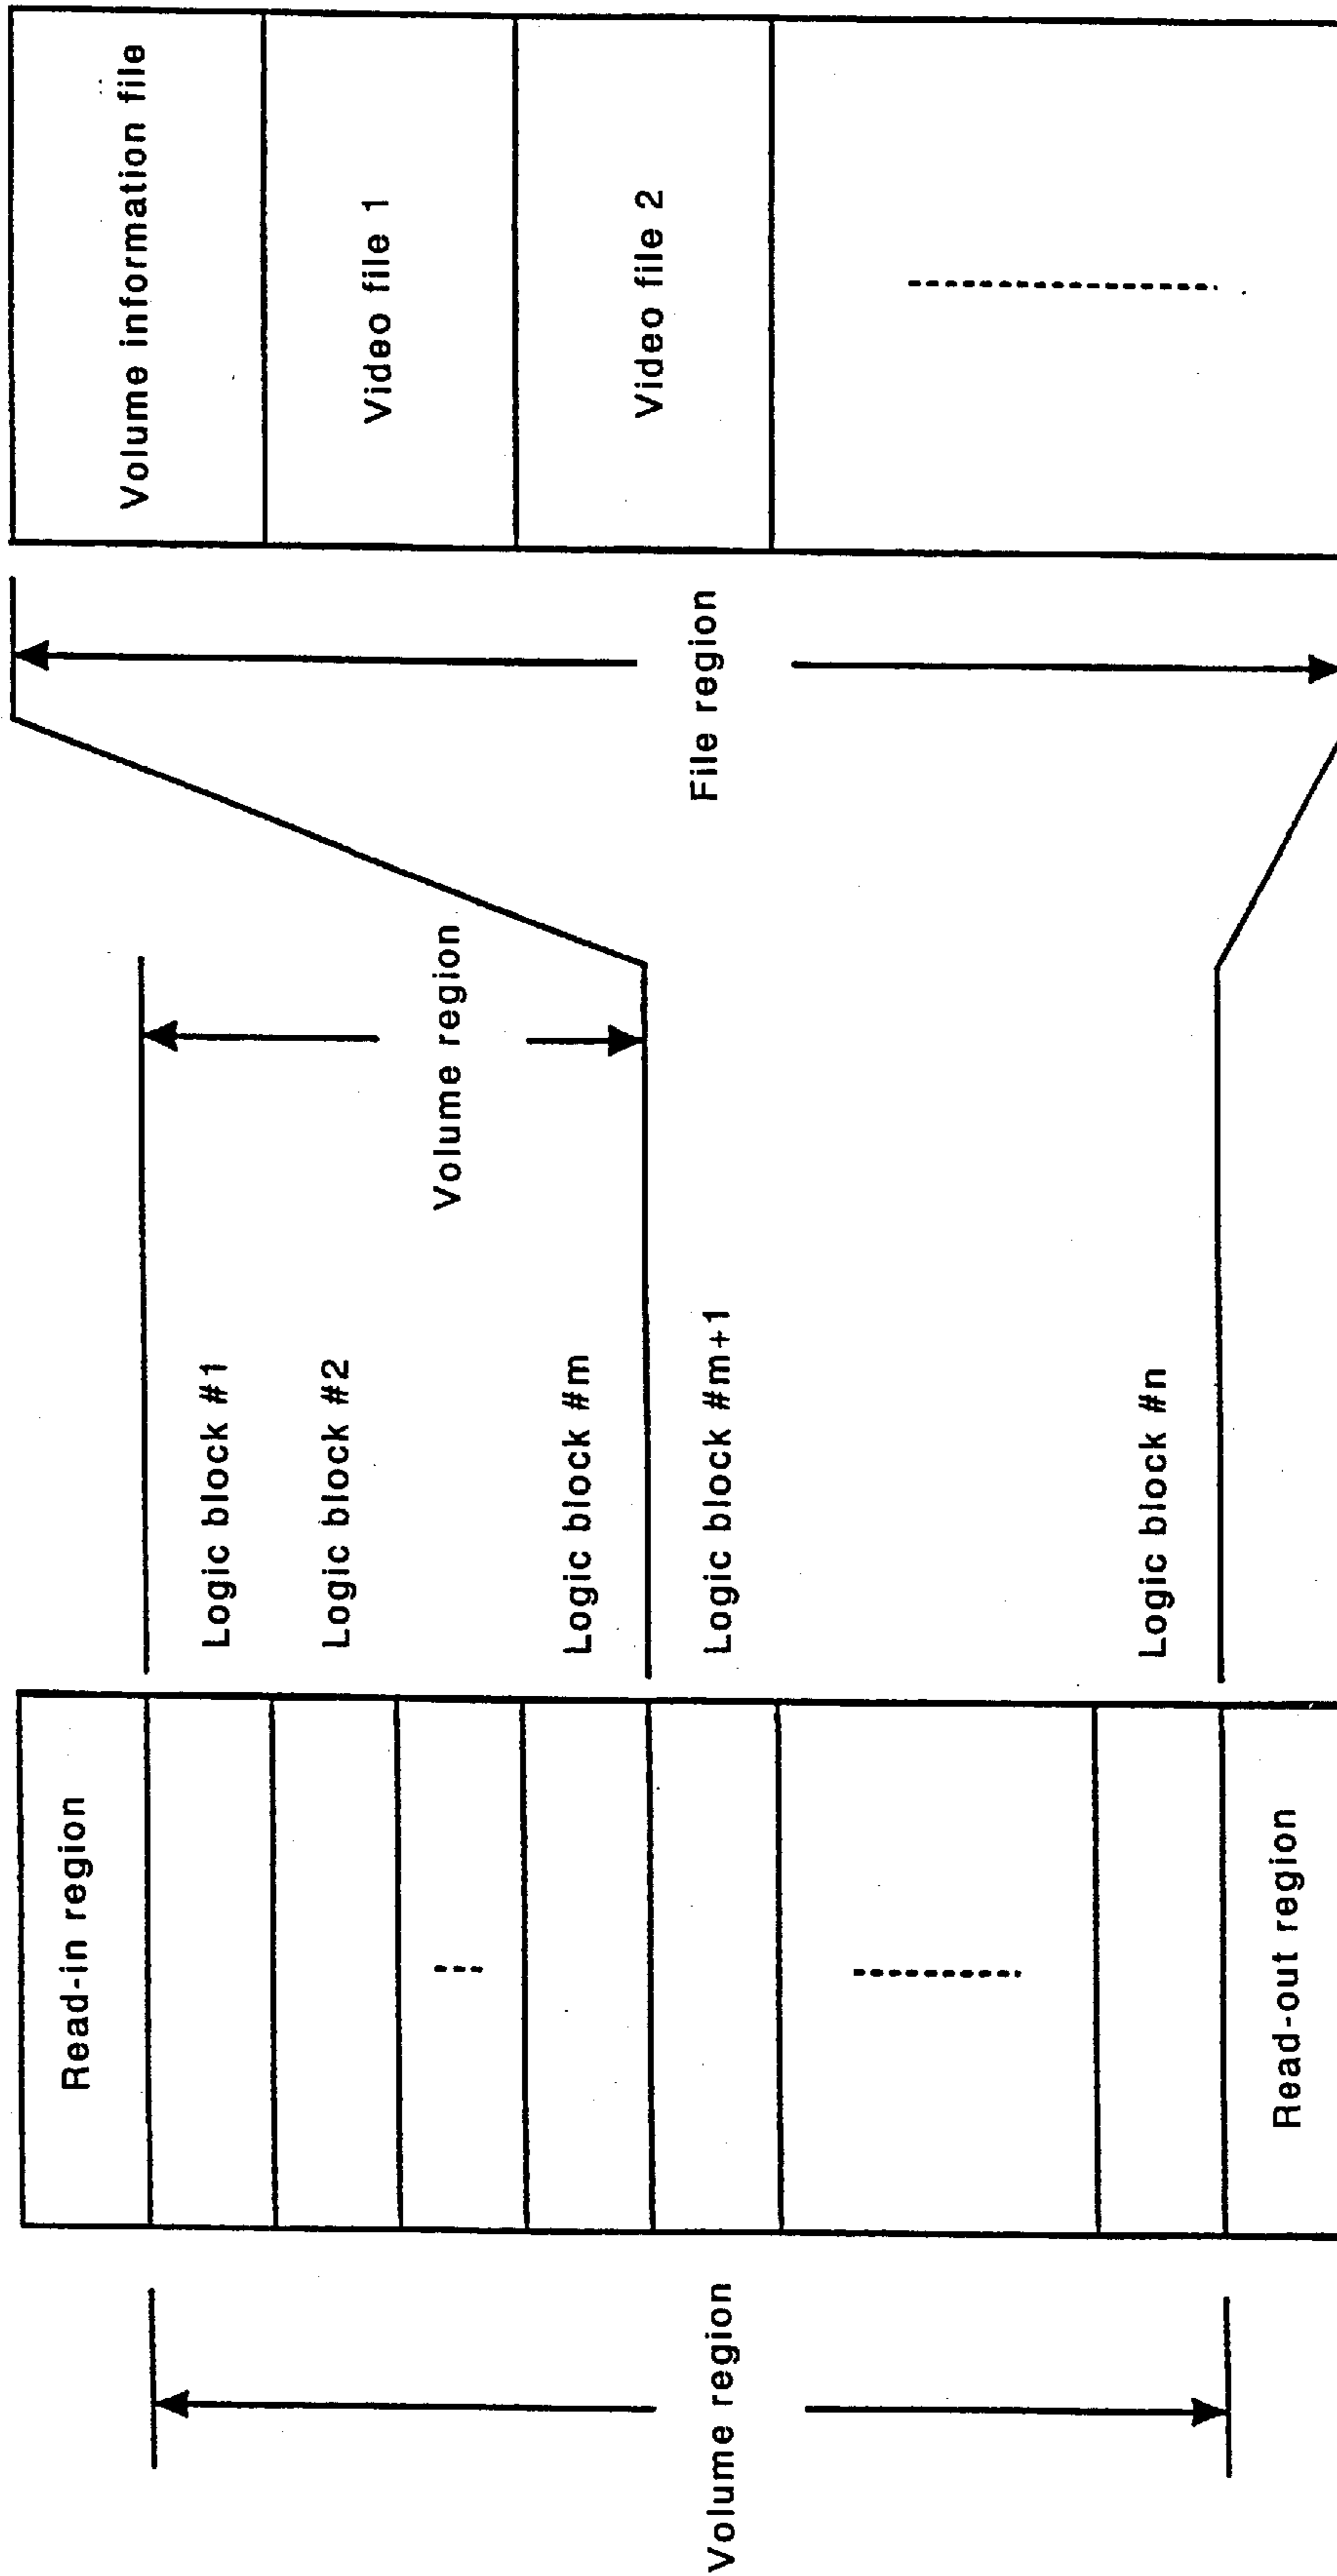 Volume region
Read-in region
Read-out region
Logic block #1
Logic block #2
Logic block #m
Logic block #m+1
Logic block #n
Volume region
File region
Volume information file
Video file 1
Video file 2